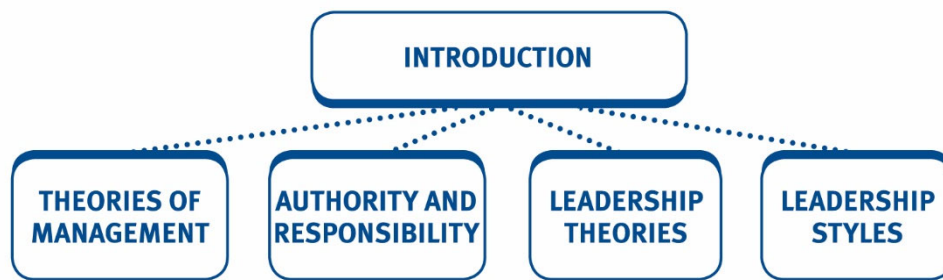 INTRODUCTION
THEORIES OF
MANAGEMENT
AUTHORITY AND
RESPONSIBILITY
LEADERSHIP
THEORIES
LEADERSHIP
STYLES